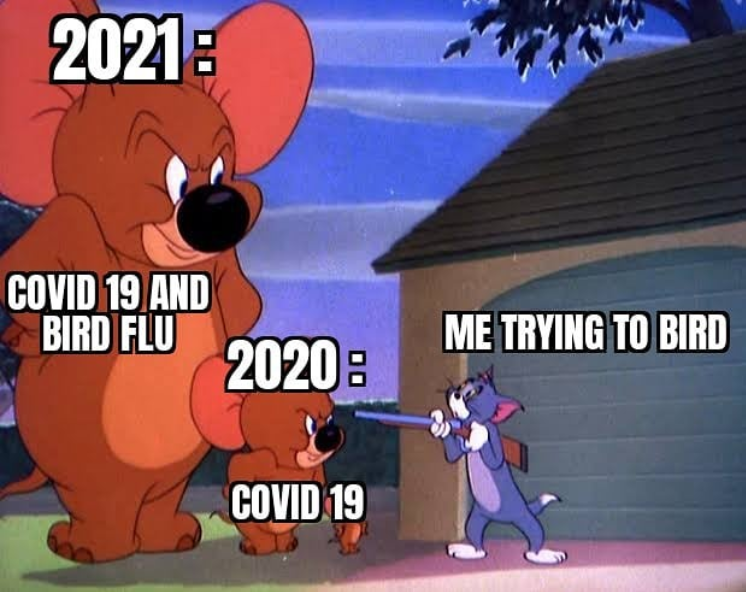 2021 :
COVID 19 AND
BIRD FLU
2020 :
COVID 19
ME TRYING TO BIRD